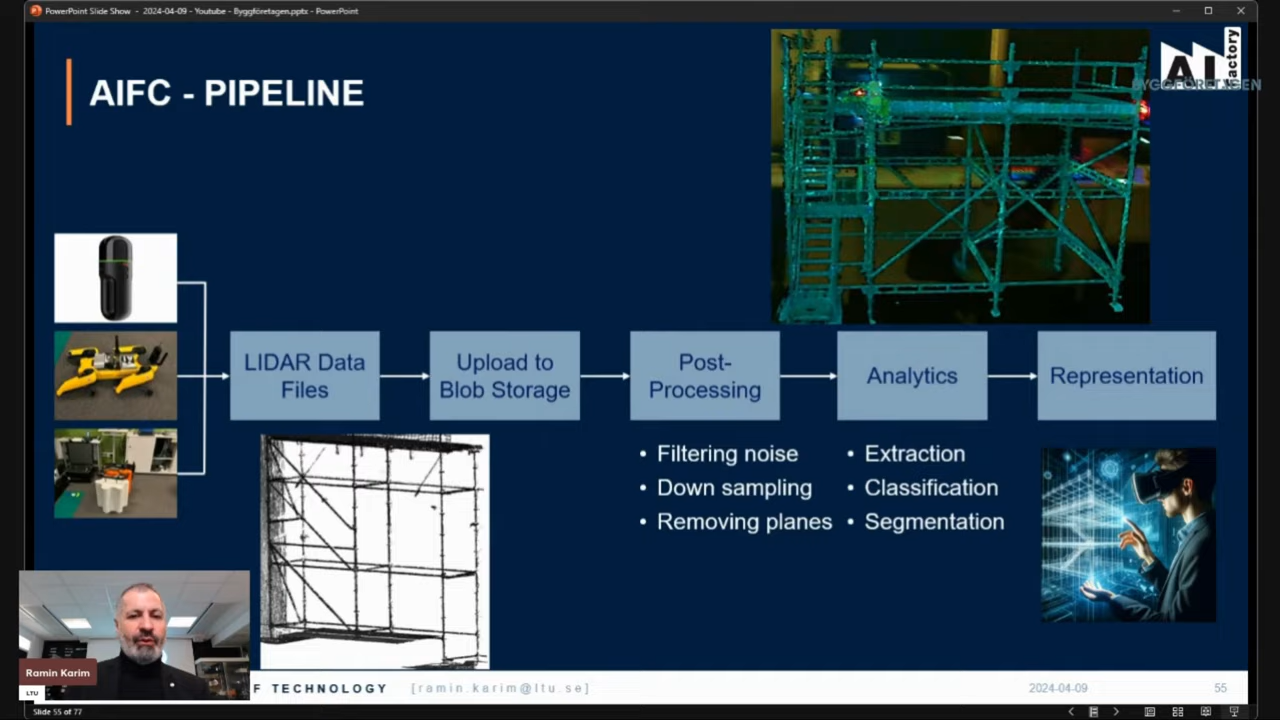 PowerPoint Slide Show - 2024-04-09 - Youtube - Byggföretagen.pptx - PowerPoint
AIFC - PIPELINE
AI Factory
BYGGFÖRETAGEN
LIDAR Data
Files
Upload to
Blob Storage
Post-
Processing
Analytics
Representation
• Filtering noise
• Down sampling
• Removing planes
• Extraction
• Classification
• Segmentation
Ramin Karim
LTU
F TECHNOLOGY [ramin.karim@ltu.se]
2024-04-09
55
Slide 55 of 77